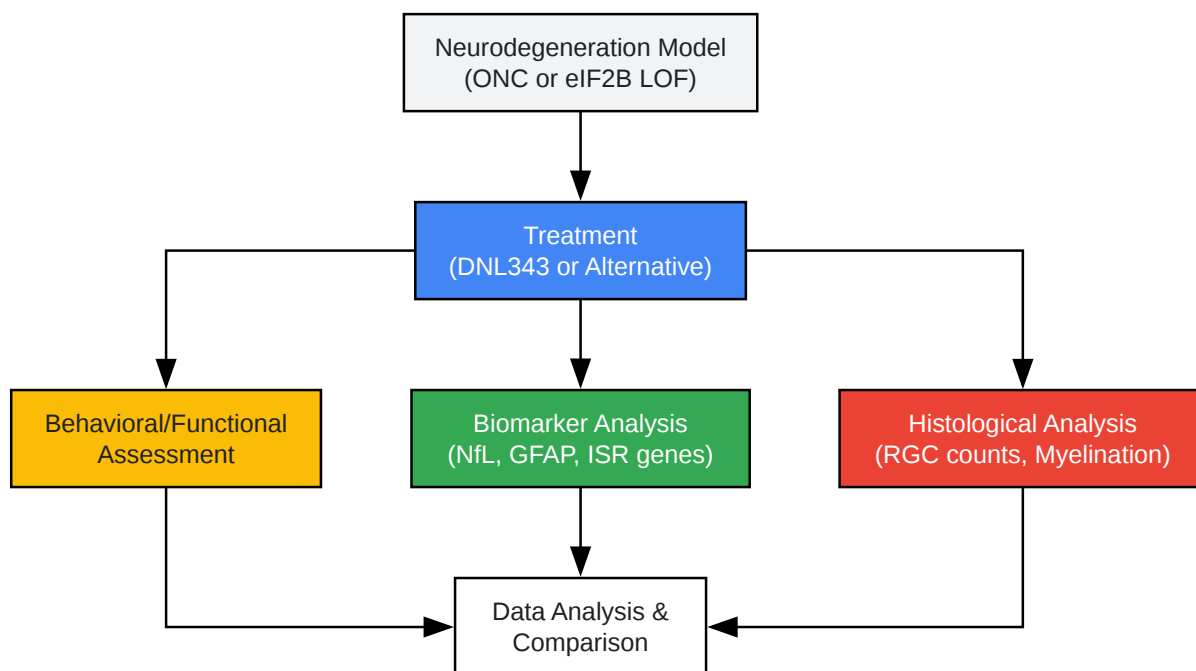 Neurodegeneration Model
(ONC or eIF2B LOF)
Treatment
(DNL343 or Alternative)
Behavioral/Functional
Assessment
Biomarker Analysis
(NfL, GFAP, ISR genes)
Histological Analysis
(RGC counts, Myelination)
Data Analysis &
Comparison